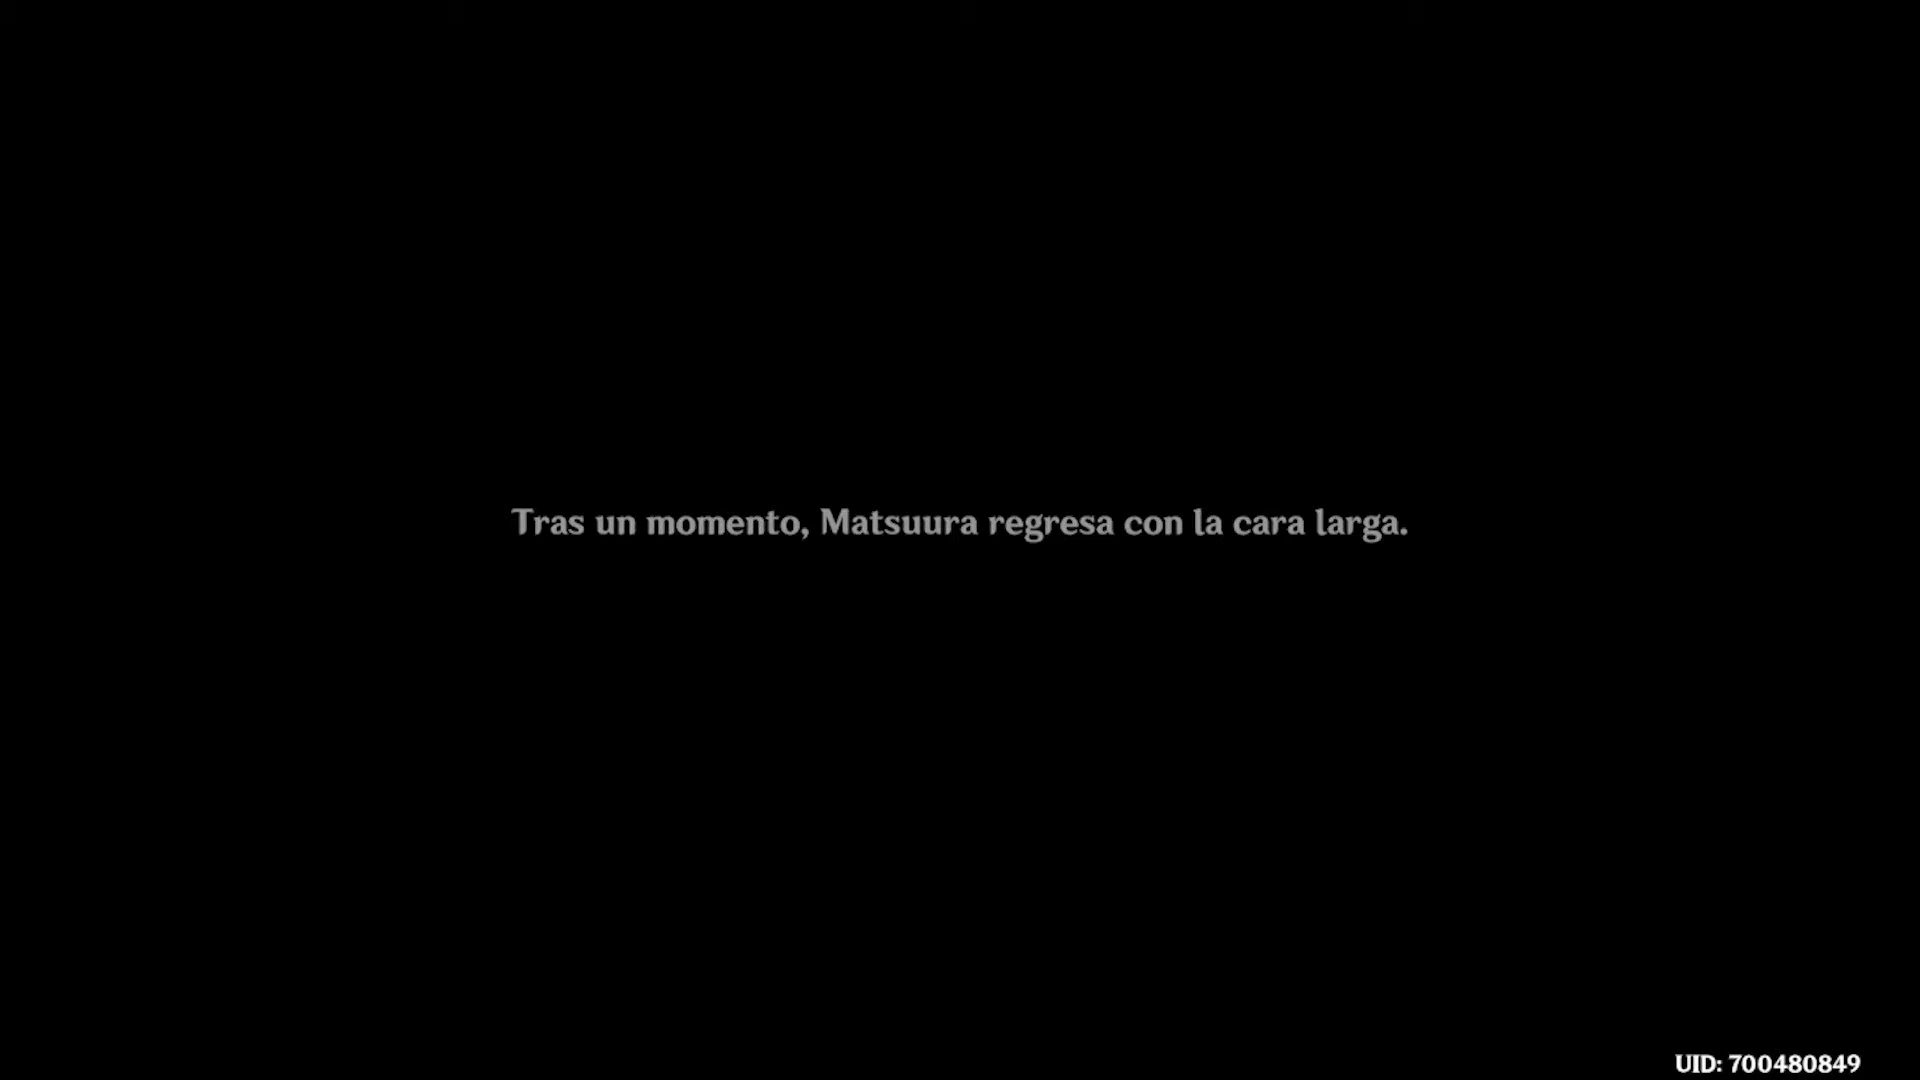 Tras un momento, Matsuura regresa con la cara larga.
UID: 700480849